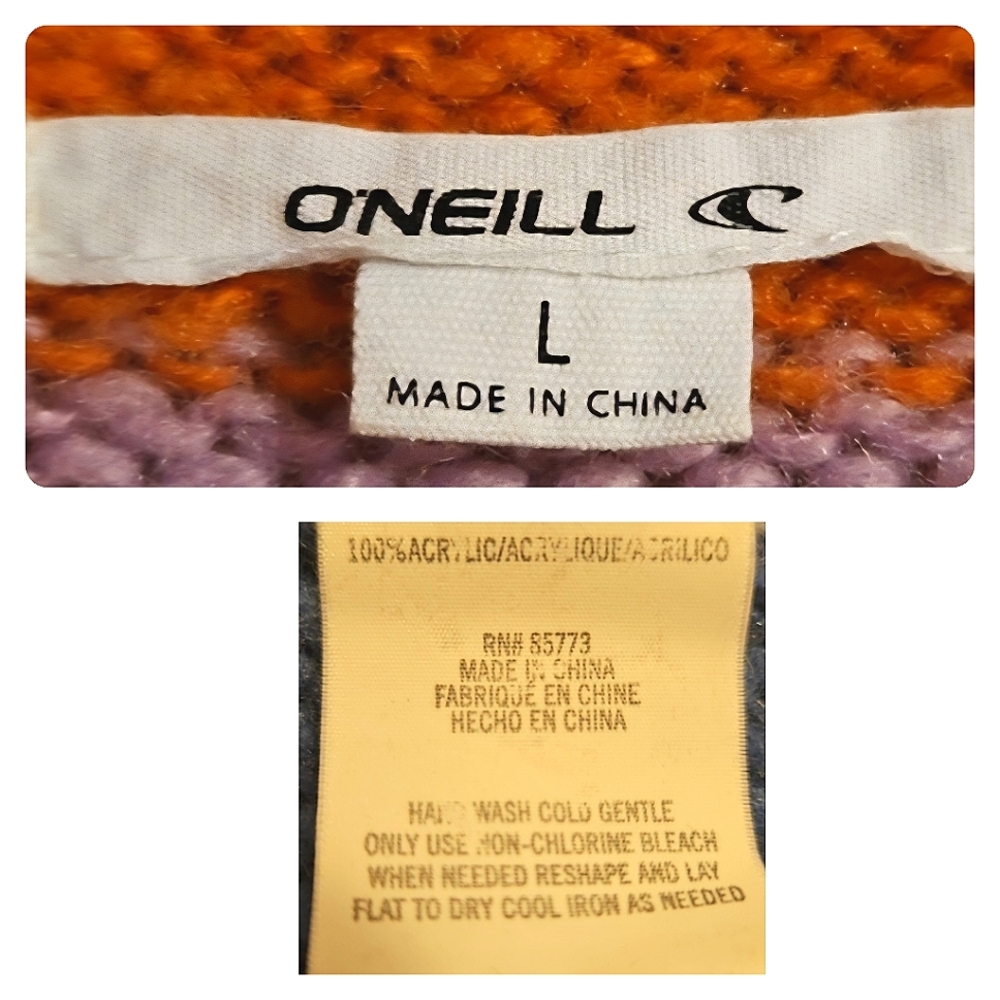 O'NEILL
L
MADE IN CHINA
100%ACRYLIC/ACRYLIQUE/ACRILICO
RN# 85773
MADE IN CHINA
FABRIQUÉ EN CHINE
HECHO EN CHINA
HAND WASH COLD GENTLE
ONLY USE NON-CHLORINE BLEACH
WHEN NEEDED RESHAPE AND LAY
FLAT TO DRY COOL IRON AS NEEDED